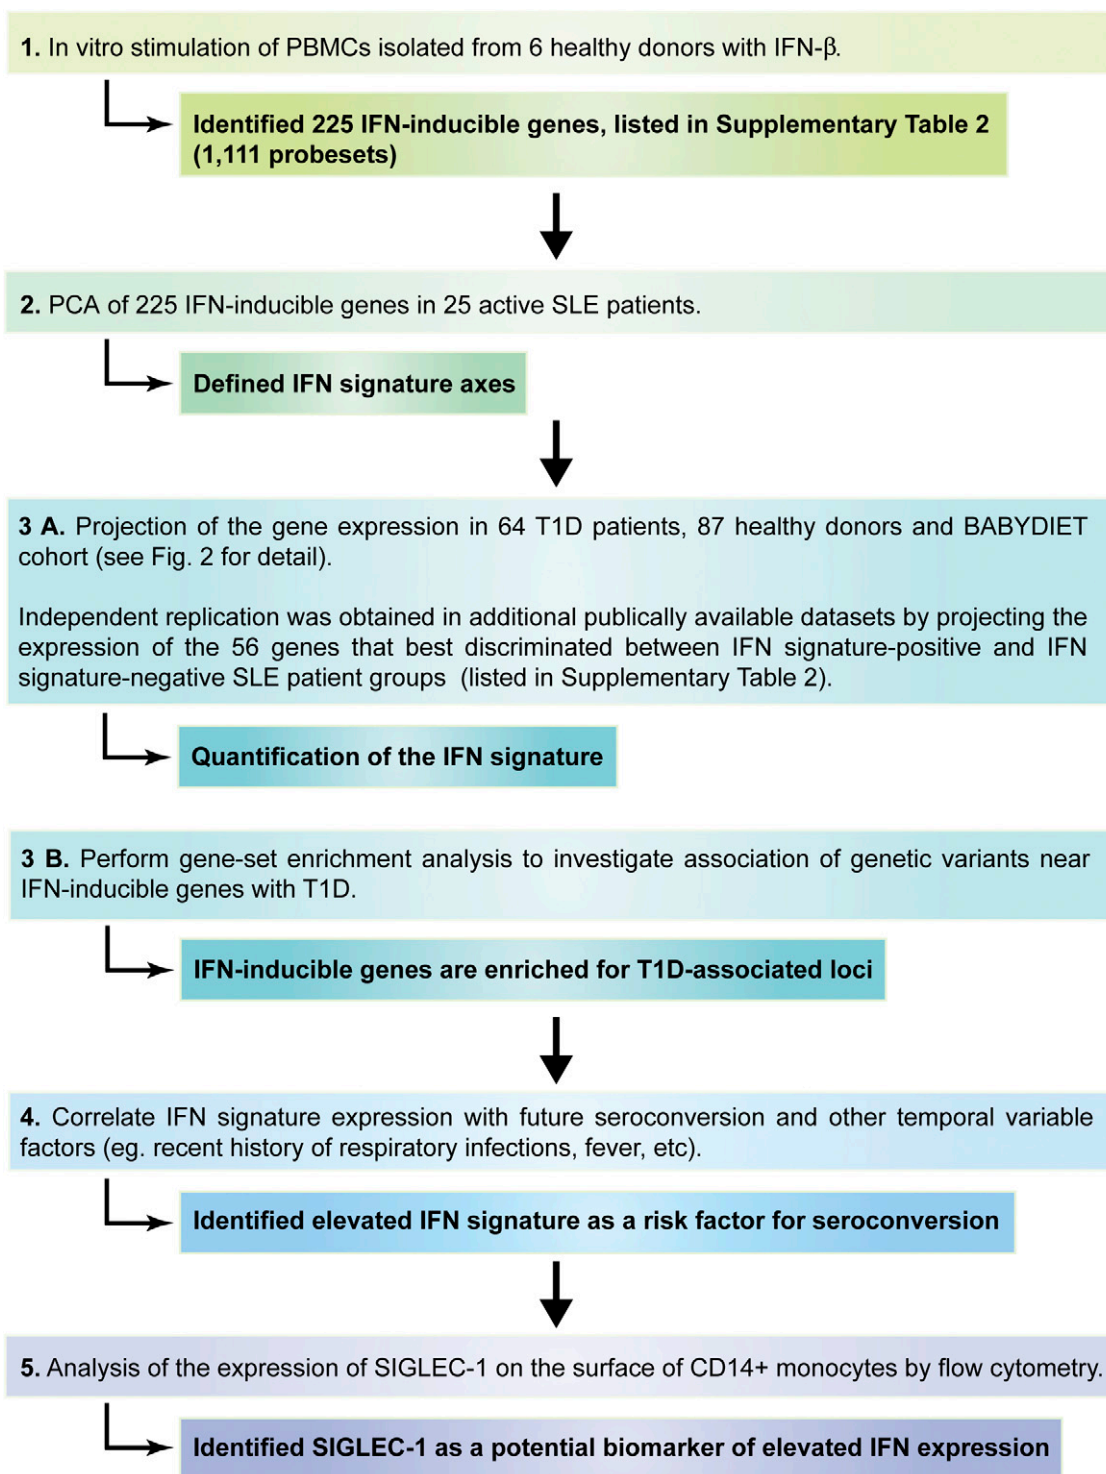 1. In vitro stimulation of PBMCs isolated from 6 healthy donors with IFN-β.
Identified 225 IFN-inducible genes, listed in Supplementary Table 2
(1,111 probesets)
2. PCA of 225 IFN-inducible genes in 25 active SLE patients.
Defined IFN signature axes
3 A. Projection of the gene expression in 64 T1D patients, 87 healthy donors and BABYDIET
cohort (see Fig. 2 for detail).
Independent replication was obtained in additional publically available datasets by projecting the
expression of the 56 genes that best discriminated between IFN signature-positive and IFN
signature-negative SLE patient groups (listed in Supplementary Table 2).
Quantification of the IFN signature
3 B. Perform gene-set enrichment analysis to investigate association of genetic variants near
IFN-inducible genes with T1D.
IFN-inducible genes are enriched for T1D-associated loci
4. Correlate IFN signature expression with future seroconversion and other temporal variable
factors (eg. recent history of respiratory infections, fever, etc).
Identified elevated IFN signature as a risk factor for seroconversion
5. Analysis of the expression of SIGLEC-1 on the surface of CD14+ monocytes by flow cytometry.
Identified SIGLEC-1 as a potential biomarker of elevated IFN expression